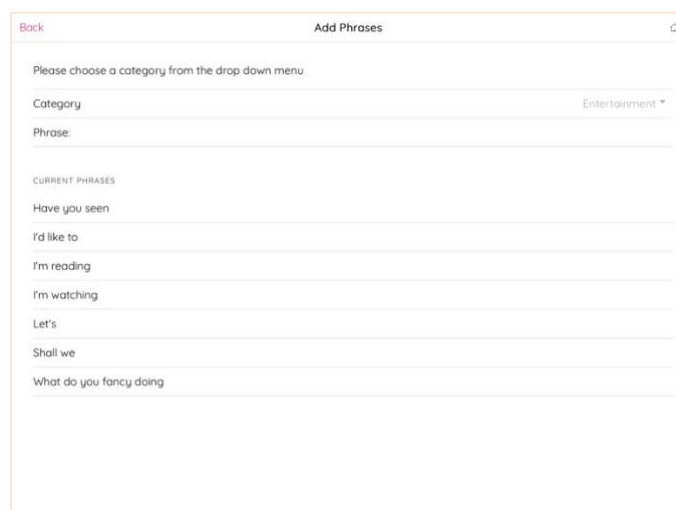 Back
Add Phrases
Please choose a category from the drop down menu
Category Entertainment
Phrase:
CURRENT PHRASES
Have you seen
I'd like to
I'm reading
I'm watching
Let's
Shall we
What do you fancy doing